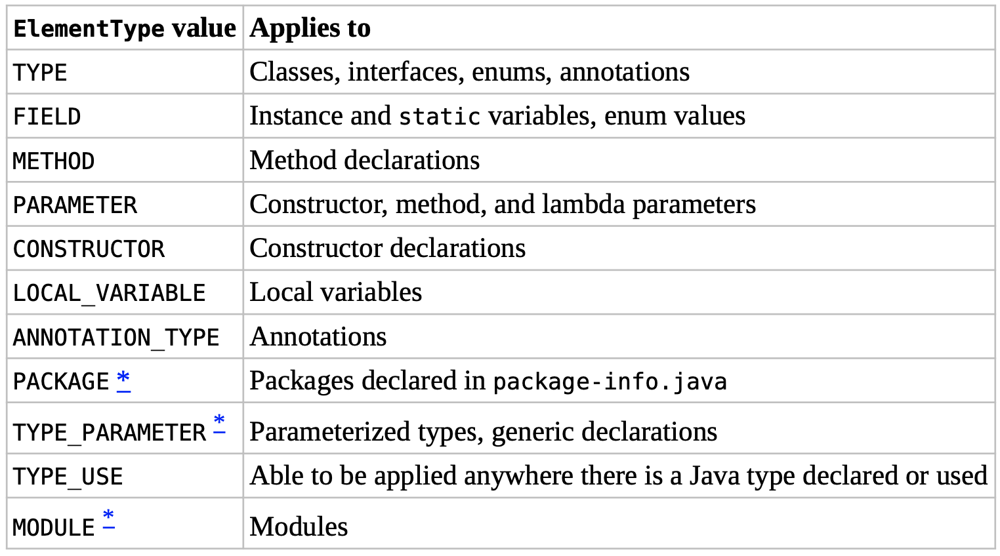 ElementType value Applies to
TYPE Classes, interfaces, enums, annotations
FIELD Instance and static variables, enum values
METHOD Method declarations
PARAMETER Constructor, method, and lambda parameters
CONSTRUCTOR Constructor declarations
LOCAL_VARIABLE Local variables
ANNOTATION_TYPE Annotations
PACKAGE * Packages declared in package-info.java
TYPE_PARAMETER * Parameterized types, generic declarations
TYPE_USE Able to be applied anywhere there is a Java type declared or used
MODULE * Modules